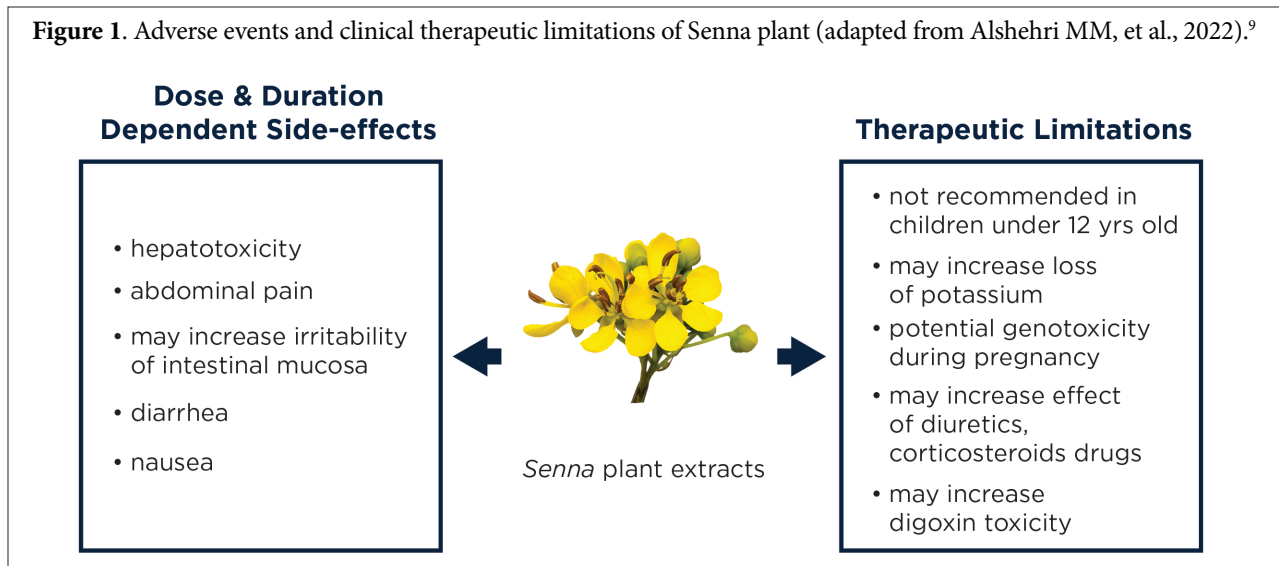 Figure 1. Adverse events and clinical therapeutic limitations of Senna plant (adapted from Alshehri MM, et al., 2022).⁹
Dose & Duration
Dependent Side-effects
• hepatotoxicity
• abdominal pain
• may increase irritability
of intestinal mucosa
• diarrhea
• nausea
Senna plant extracts
Therapeutic Limitations
• not recommended in
children under 12 yrs old
• may increase loss
of potassium
• potential genotoxicity
during pregnancy
• may increase effect
of diuretics,
corticosteroids drugs
• may increase
digoxin toxicity